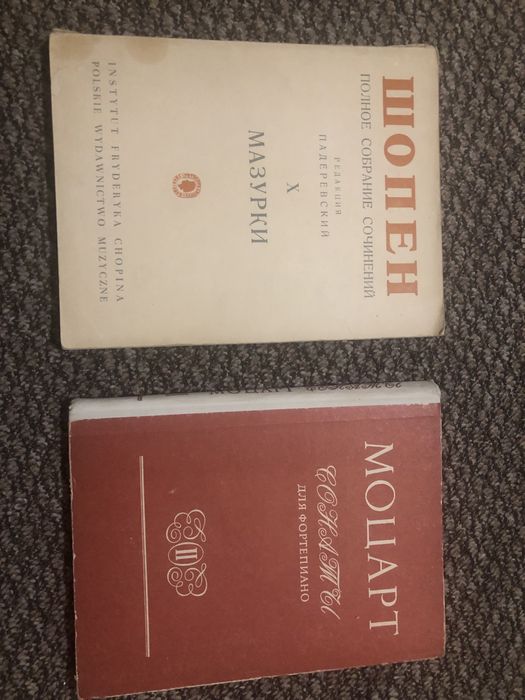 ШОПЕН
ПОЛНОЕ СОБРАНИЕ СОЧИНЕНИЙ
РЕДАКЦИЯ
ПАДЕРЕВСКИЙ
X
МАЗУРКИ
INSTYTUT FRYDERYKA CHOPINA
POLSKIE WYDAWNICTWO MUZYCZNE
МОЦАРТ
СОНАТЫ
ДЛЯ ФОРТЕПИАНО
II